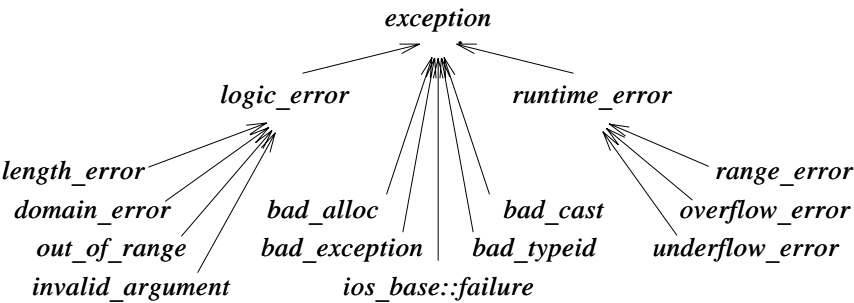 exception
logic_error runtime_error
length_error range_error
domain_error bad_alloc bad_cast overflow_error
out_of_range bad_exception bad_typeid underflow_error
invalid_argument ios_base::failure